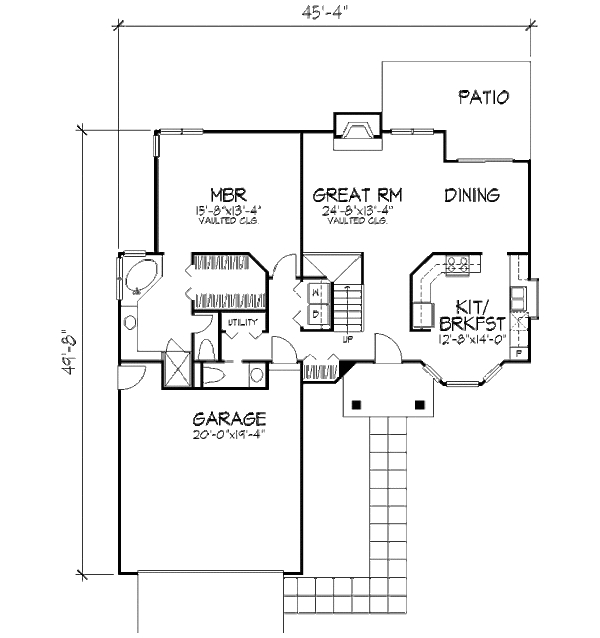 45'-4"
PATIO
MBR
15'-8"x13'-4"
VAULTED CLG.
GREAT RM
24'-8"x13'-4"
VAULTED CLG.
DINING
W
D
UTILITY
UP
KIT/
BRKFST
12'-8"x14'-0"
P
49'-8"
GARAGE
20'-0"x19'-4"